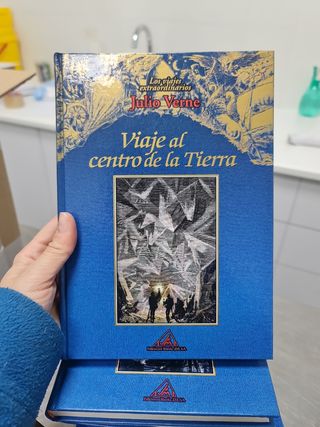 Los viajes
extraordinarios
Julio Verne
Viaje al
centro de la Tierra